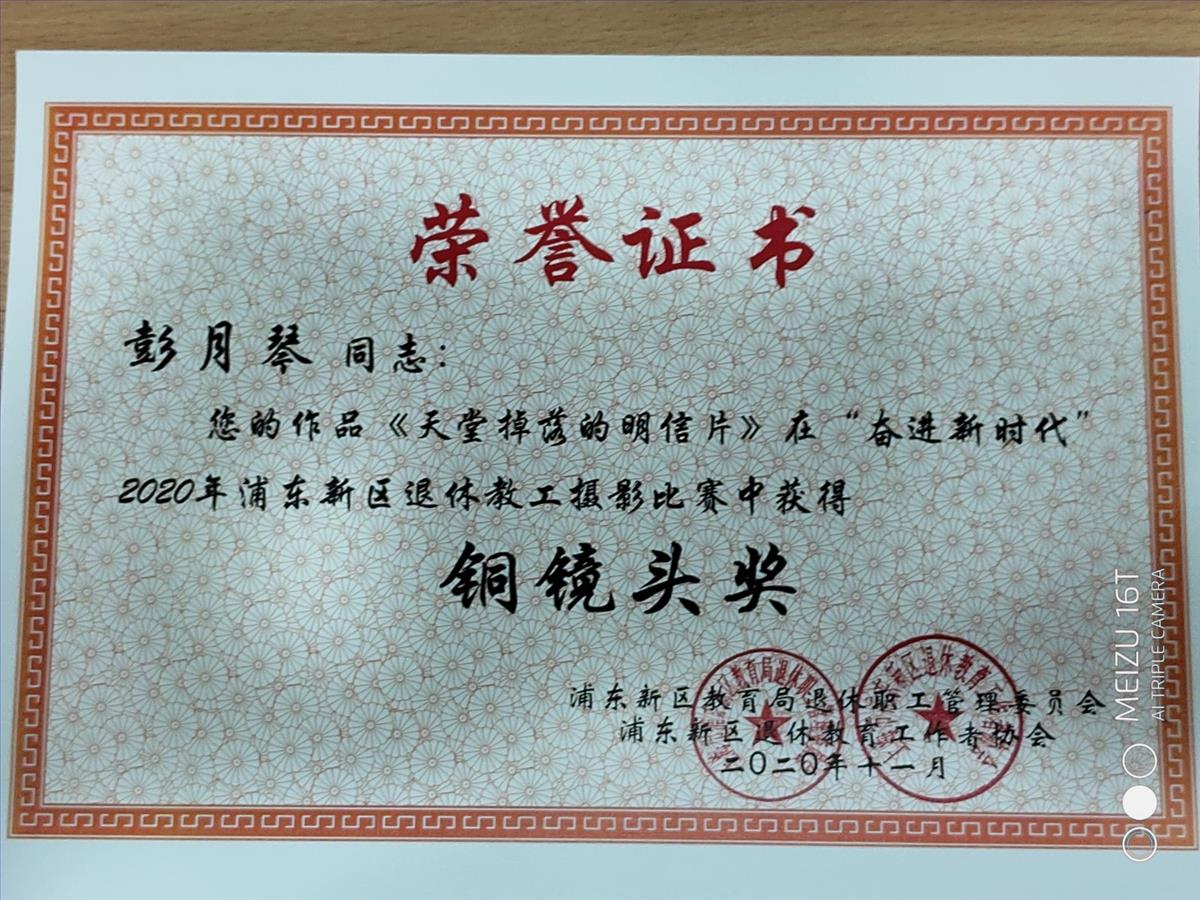 荣誉证书
彭月琴 同志：
您的作品《天堂掉落的明信片》在“奋进新时代”
2020年浦东新区退休教工摄影比赛中获得
铜镜头奖
浦东新区教育局退休职工管理委员会
浦东新区退休教育工作者协会
二〇二〇年十一月
MEIZU 16T
AI TRIPLE CAMERA